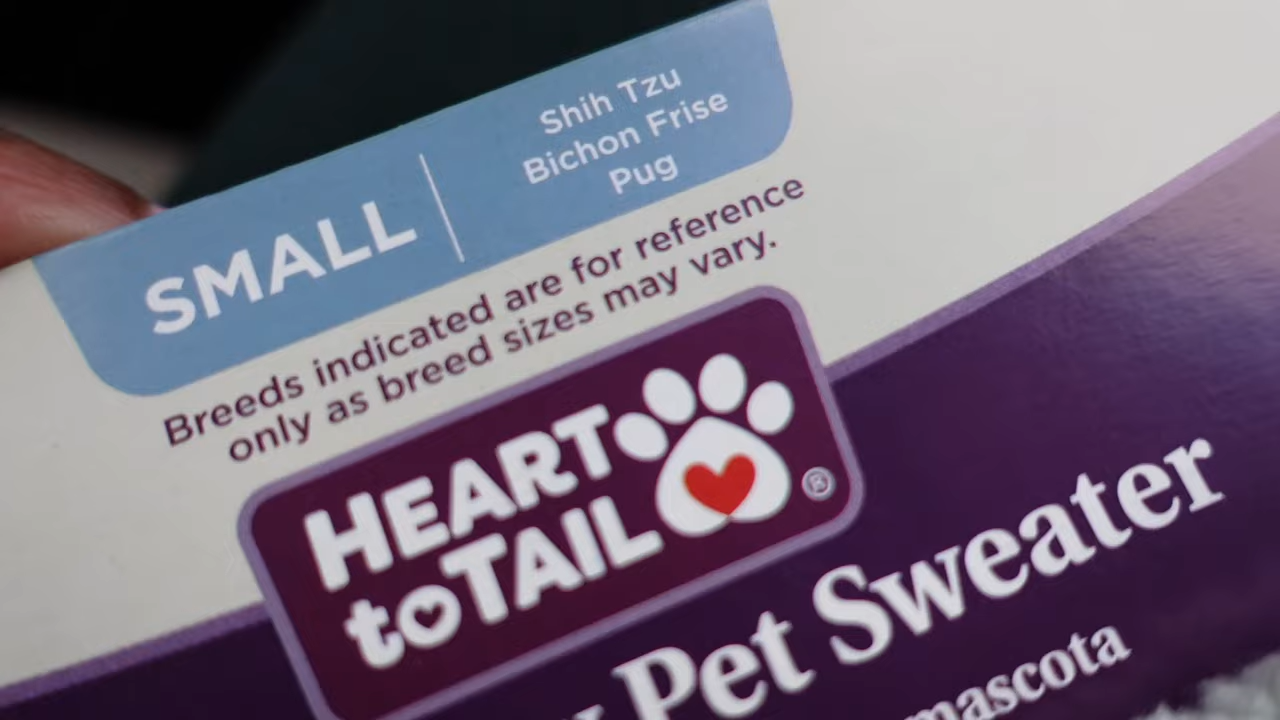 SMALL
Shih Tzu
Bichon Frise
Pug
Breeds indicated are for reference
only as breed sizes may vary.
HEART
to TAIL
®
Pet Sweater
mascota